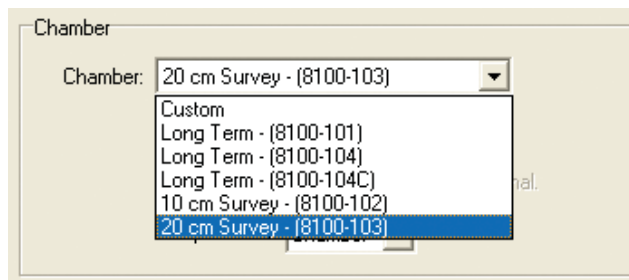 Chamber
Chamber: 20 cm Survey - (8100-103)
Custom
Long Term - (8100-101)
Long Term - (8100-104)
Long Term - (8100-104C)
10 cm Survey - (8100-102)
20 cm Survey - (8100-103)